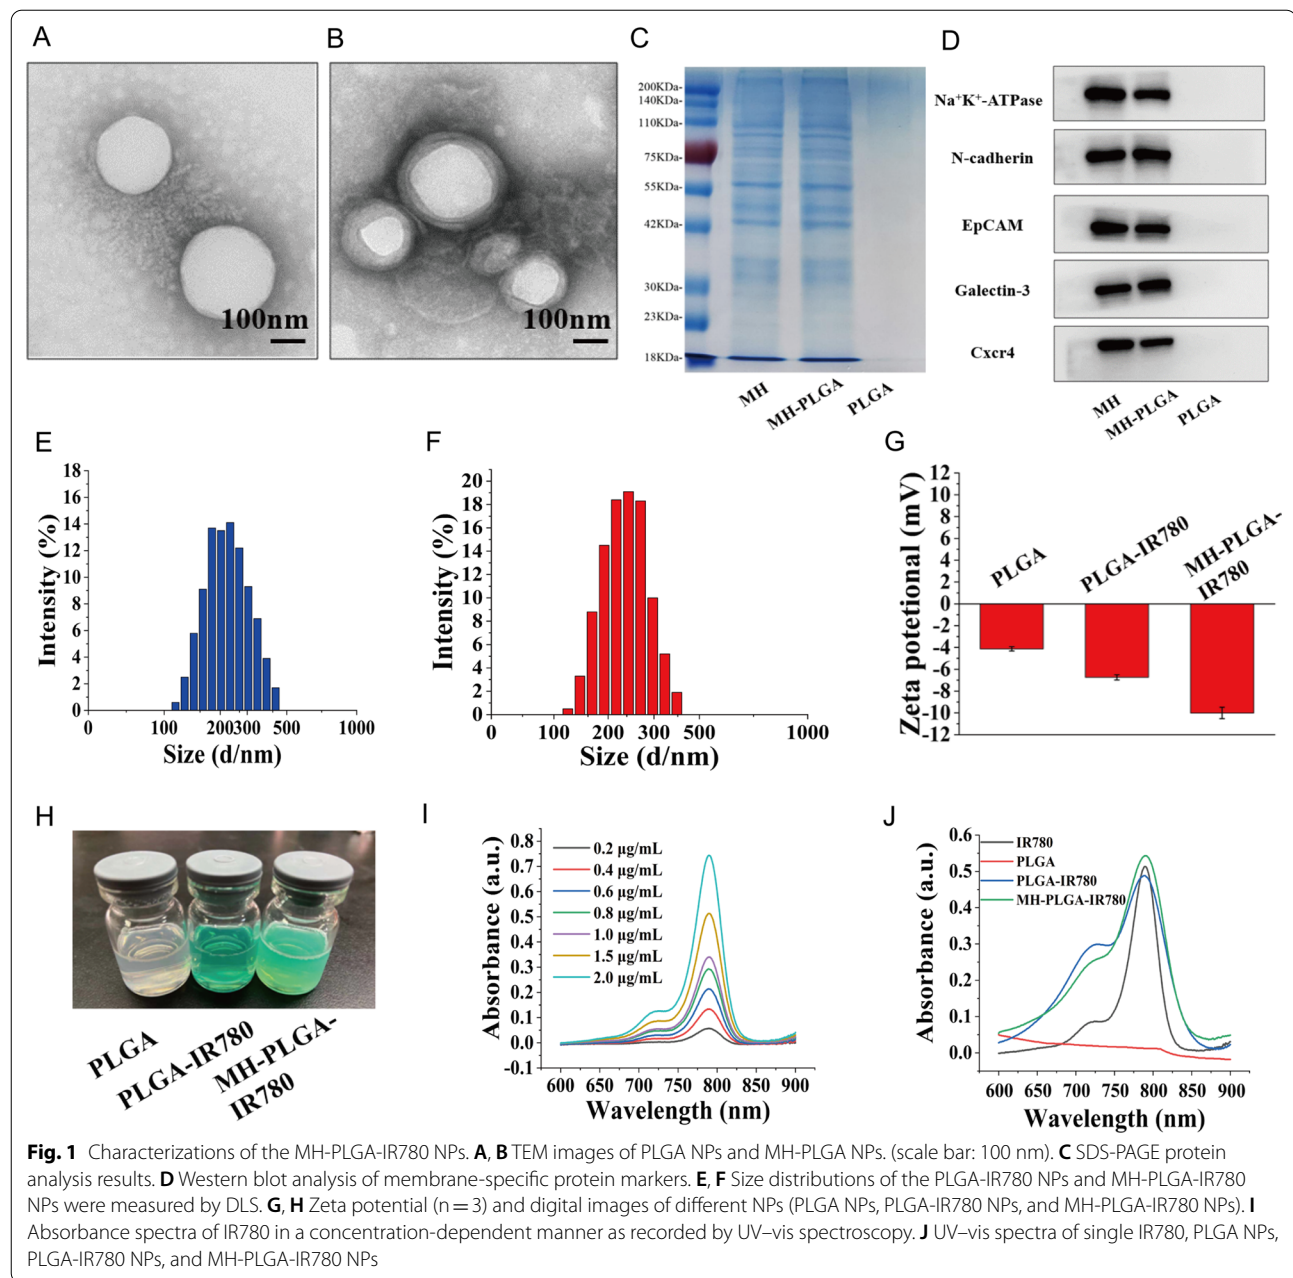 A
B
C
D
100nm
100nm
200KDa-
140KDa-
110KDa-
75KDa-
55KDa-
42KDa-
30KDa-
23KDa-
18KDa-
MH
MH-PLGA
PLGA
Na⁺K⁺-ATPase
N-cadherin
EpCAM
Galectin-3
Cxcr4
MH
MH-PLGA
PLGA
E
18
16
14
12
10
8
6
4
2
0
Intensity (%)
0 100 200 300 500 1000
Size (d/nm)
F
20
18
16
14
12
10
8
6
4
2
0
Intensity (%)
0 100 200 300 500 1000
Size (d/nm)
G
12
10
8
6
4
2
0
-2
-4
-6
-8
-10
-12
Zeta potetional (mV)
PLGA
PLGA-IR780
MH-PLGA-
IR780
H
PLGA
PLGA-IR780
MH-PLGA-
IR780
I
0.8
0.7
0.6
0.5
0.4
0.3
0.2
0.1
0.0
-0.1
Absorbance (a.u.)
0.2 µg/mL
0.4 µg/mL
0.6 µg/mL
0.8 µg/mL
1.0 µg/mL
1.5 µg/mL
2.0 µg/mL
600 650 700 750 800 850 900
Wavelength (nm)
J
0.6
0.5
0.4
0.3
0.2
0.1
0.0
Absorbance (a.u.)
IR780
PLGA
PLGA-IR780
MH-PLGA-IR780
600 650 700 750 800 850 900
Wavelength (nm)
Fig. 1 Characterizations of the MH-PLGA-IR780 NPs. A, B TEM images of PLGA NPs and MH-PLGA NPs. (scale bar: 100 nm). C SDS-PAGE protein
analysis results. D Western blot analysis of membrane-specific protein markers. E, F Size distributions of the PLGA-IR780 NPs and MH-PLGA-IR780
NPs were measured by DLS. G, H Zeta potential (n = 3) and digital images of different NPs (PLGA NPs, PLGA-IR780 NPs, and MH-PLGA-IR780 NPs). I
Absorbance spectra of IR780 in a concentration-dependent manner as recorded by UV–vis spectroscopy. J UV–vis spectra of single IR780, PLGA NPs,
PLGA-IR780 NPs, and MH-PLGA-IR780 NPs